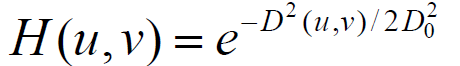 H(u,v) = e^{-D^2(u,v)/2D_0^2}